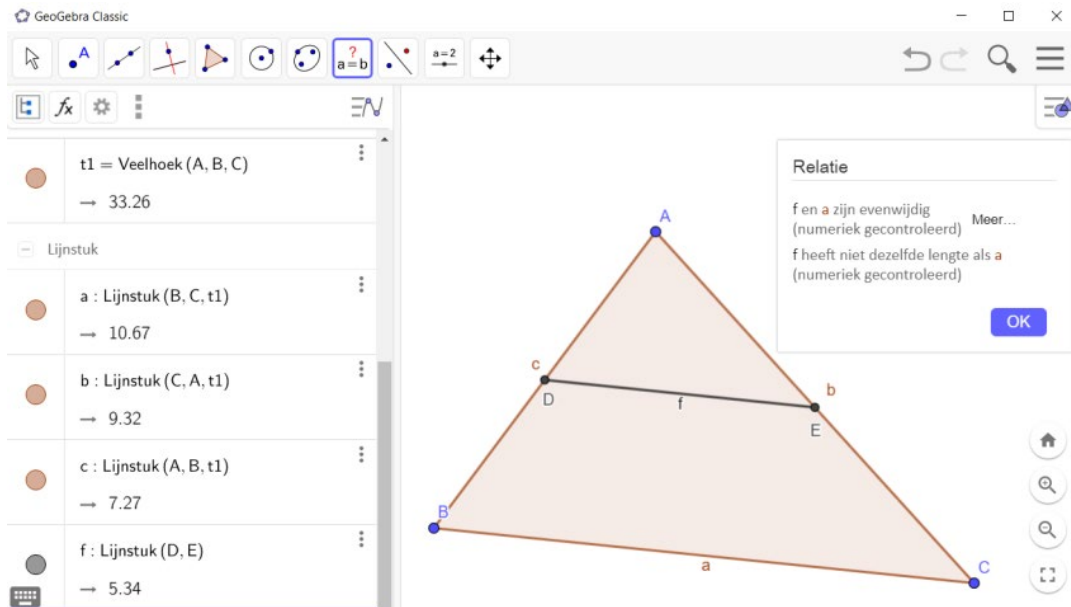 GeoGebra Classic
A
?
a=b
a=2
fx
t1 = Veelhoek (A, B, C)
→ 33.26
Lijnstuk
a : Lijnstuk (B, C, t1)
→ 10.67
b : Lijnstuk (C, A, t1)
→ 9.32
c : Lijnstuk (A, B, t1)
→ 7.27
f : Lijnstuk (D, E)
→ 5.34
Relatie
f en a zijn evenwijdig
(numeriek gecontroleerd) Meer...
f heeft niet dezelfde lengte als a
(numeriek gecontroleerd)
OK
A
c
D
f
b
E
B
a
C